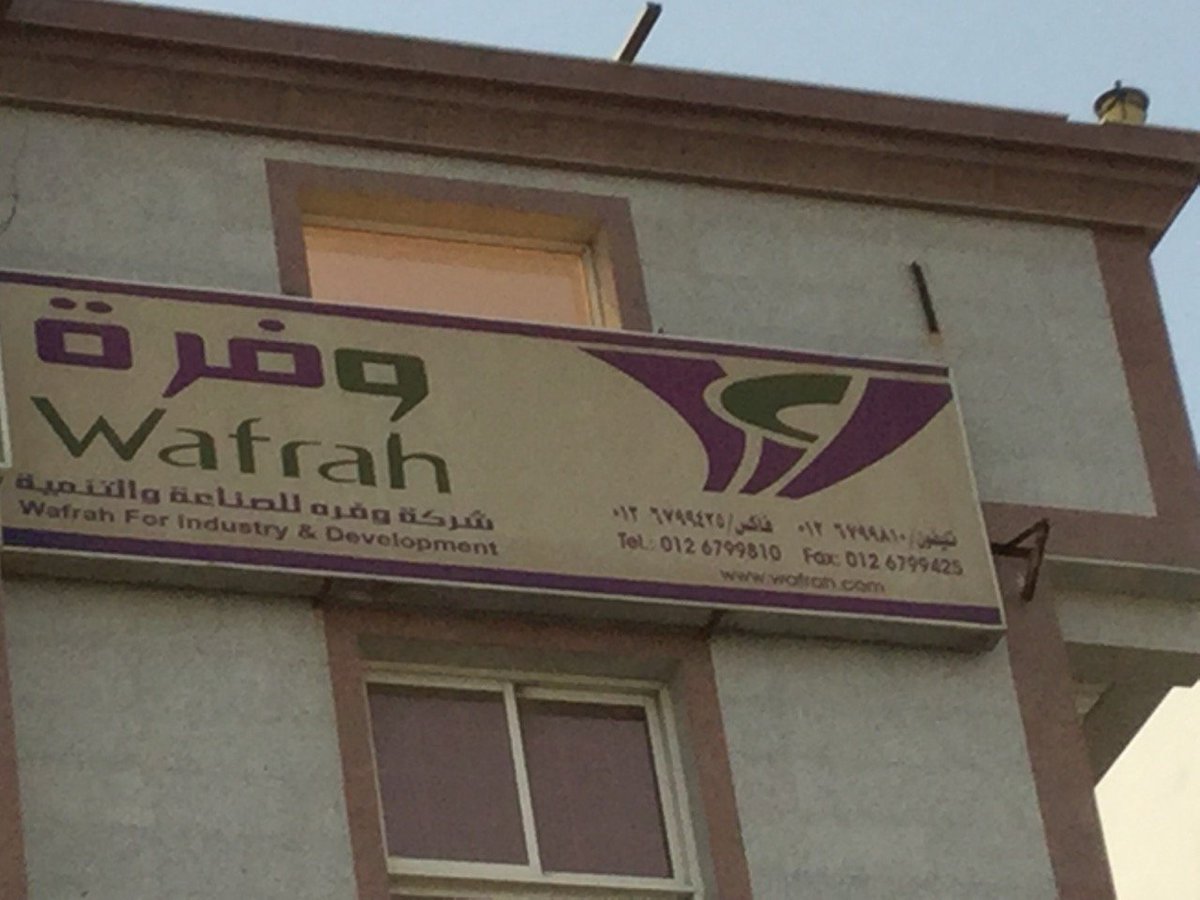 وفرة
Wafrah
شركة وفره للصناعة والتنمية
Wafrah For Industry & Development
تليفون/٠١٢ ٦٧٩٩٨١٠ فاكس/٠١٢ ٦٧٩٩٤٢٥
Tel.: 012 6799810 Fax: 012 6799425
www.wafrah.com